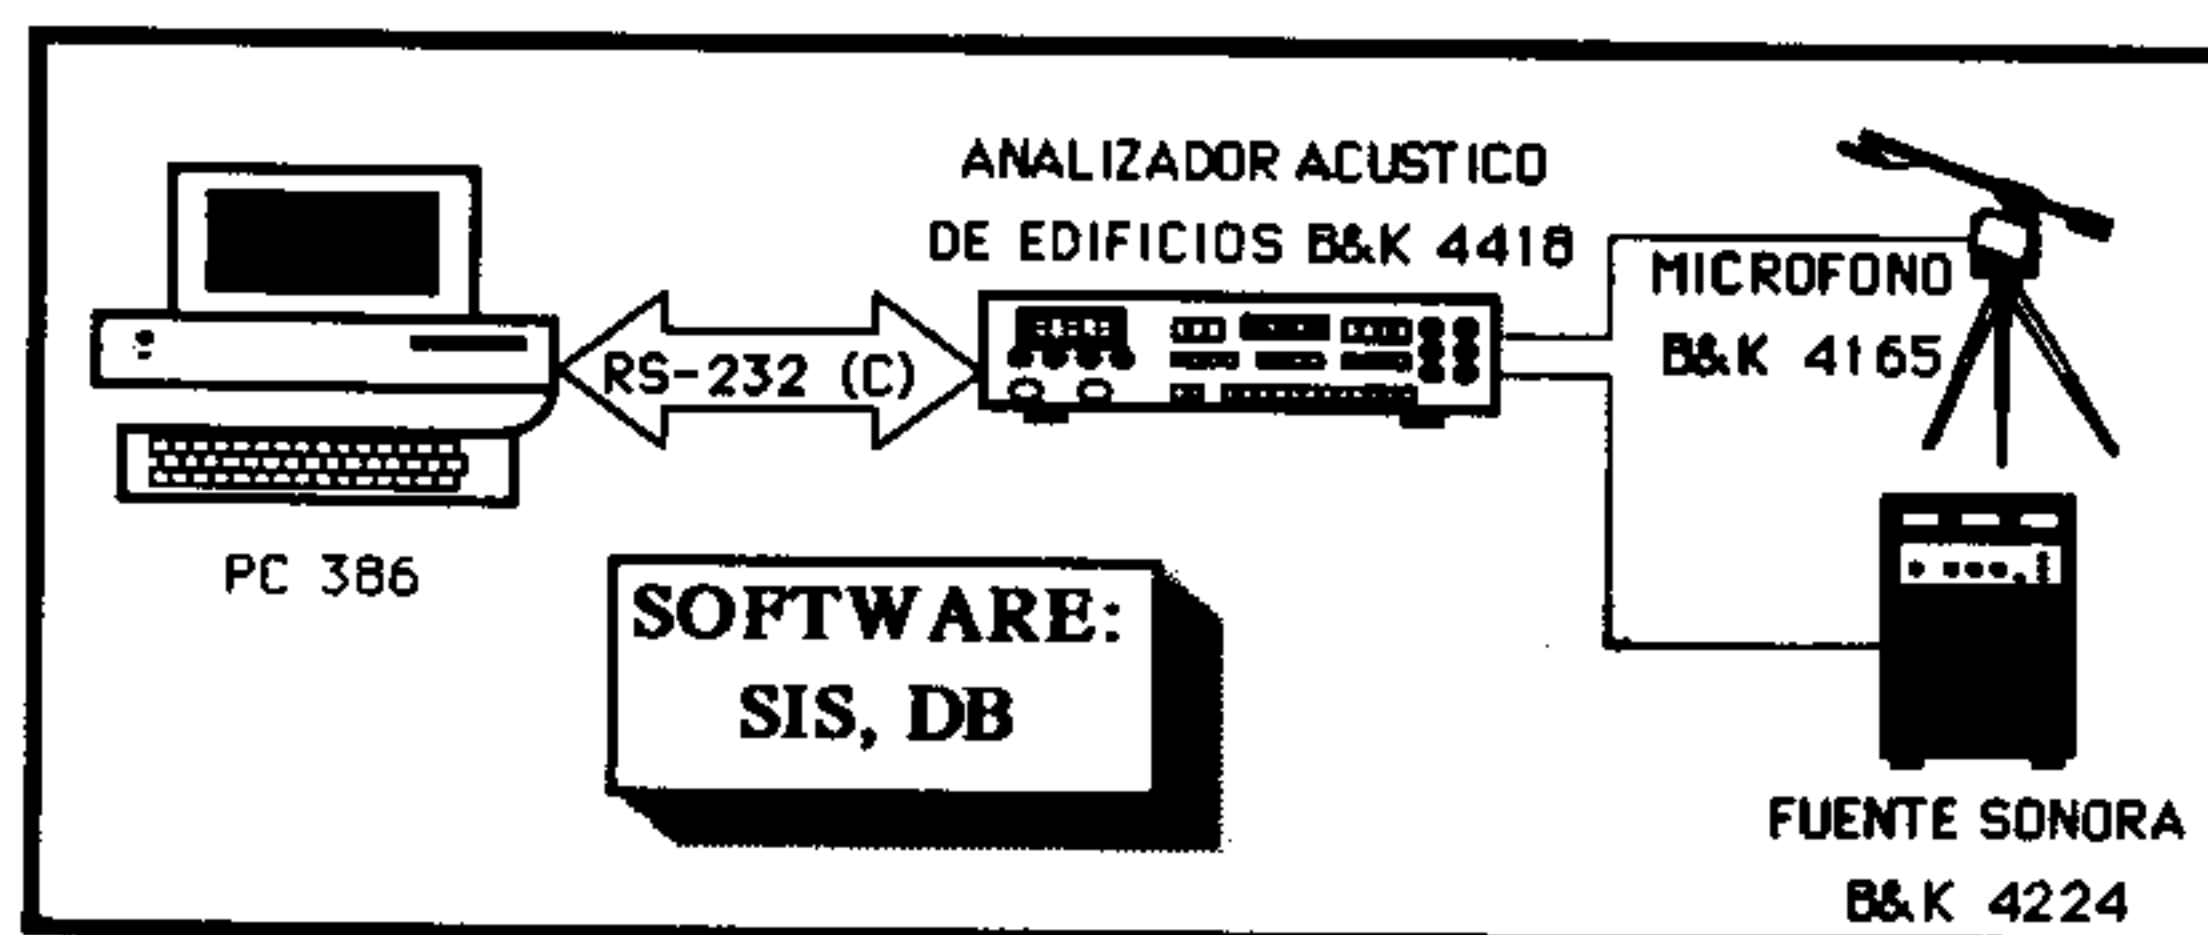 ANALIZADOR ACUSTICO
DE EDIFICIOS B&K 4418
MICROFONO
B&K 4165
RS-232 (C)
PC 386
SOFTWARE:
SIS, DB
FUENTE SONORA
B&K 4224